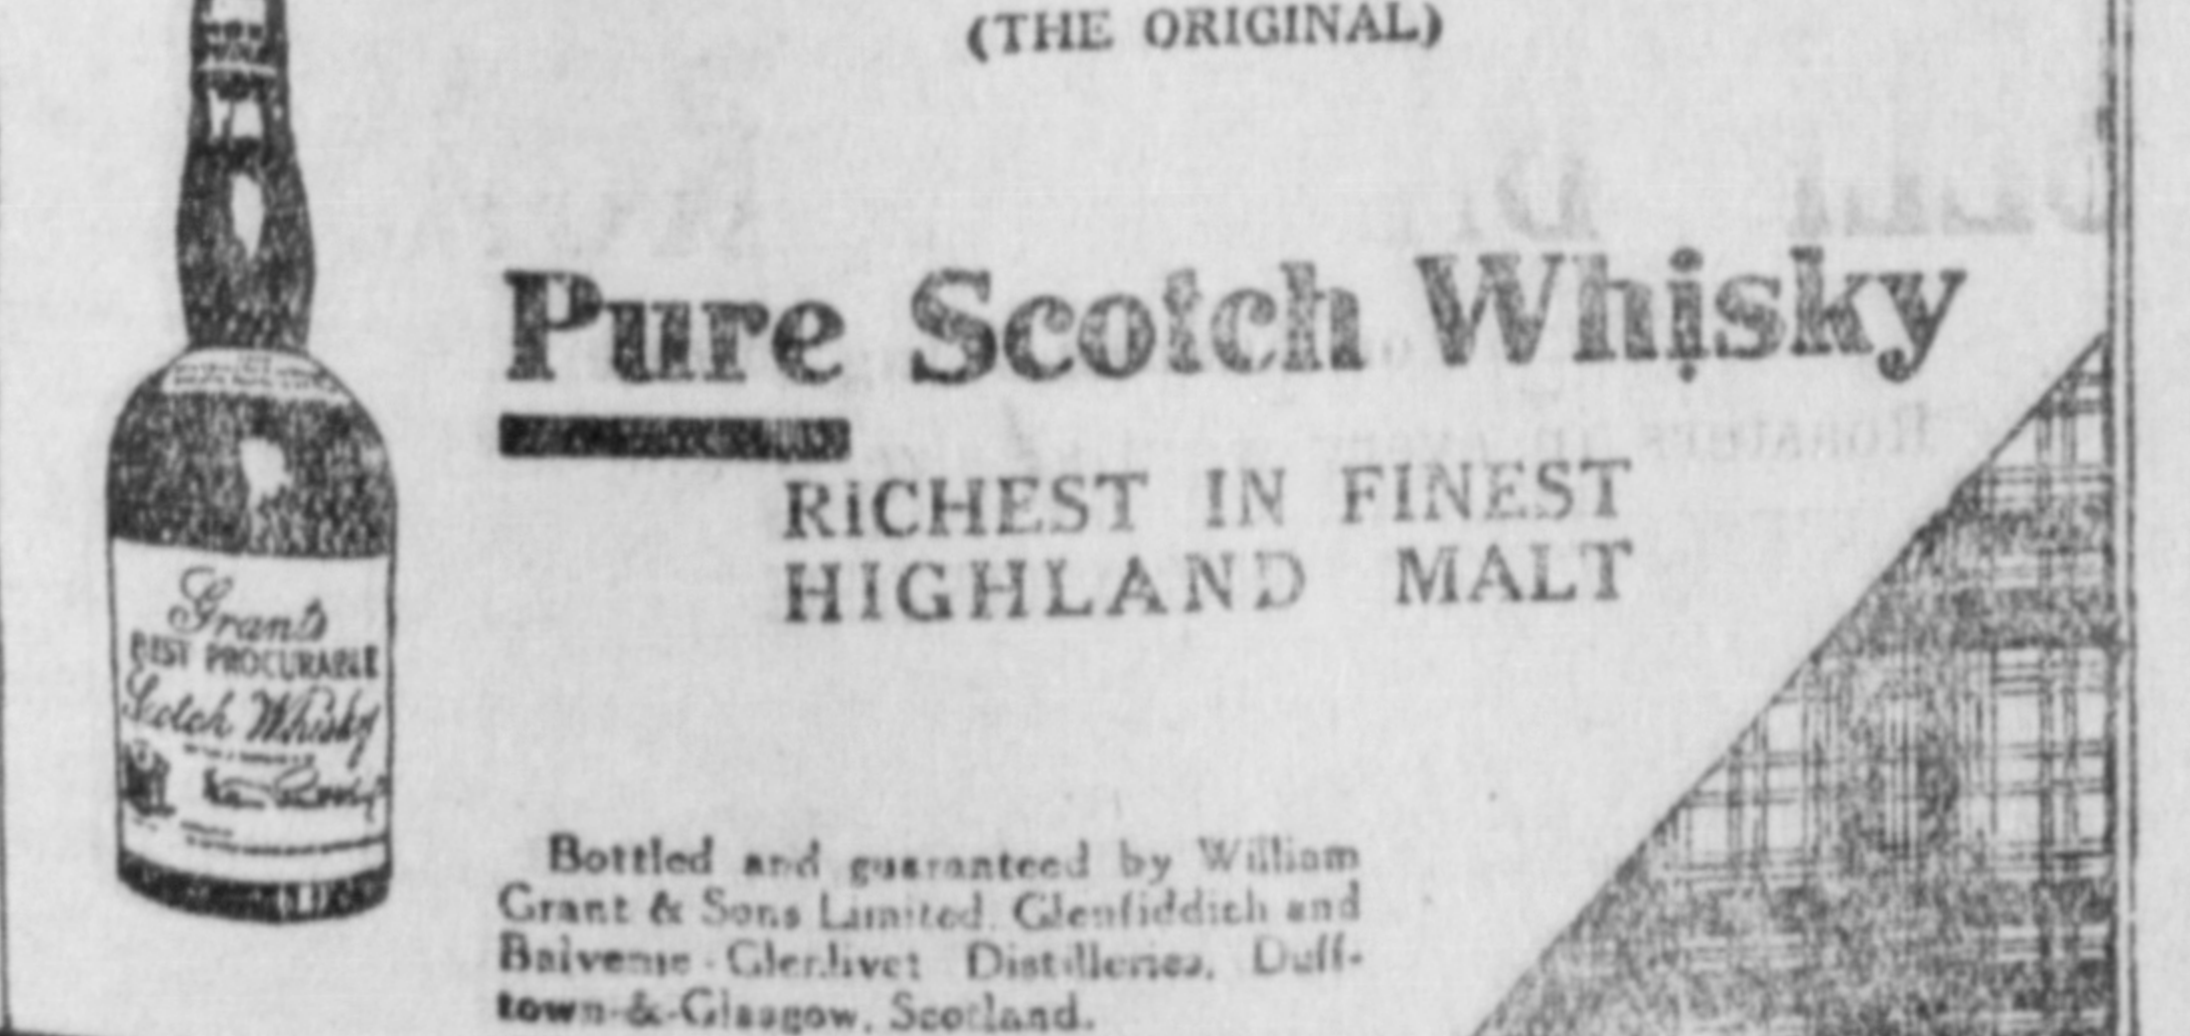 (THE ORIGINAL)
Pure Scotch Whisky
RICHEST IN FINEST
HIGHLAND MALT
Grant's
BEST PROCURABLE
Scotch Whisky
Bottled and guaranteed by William
Grant & Sons Limited, Glenfiddich and
Balvenie-Glenlivet Distilleries, Duff-
town-&-Glasgow, Scotland.